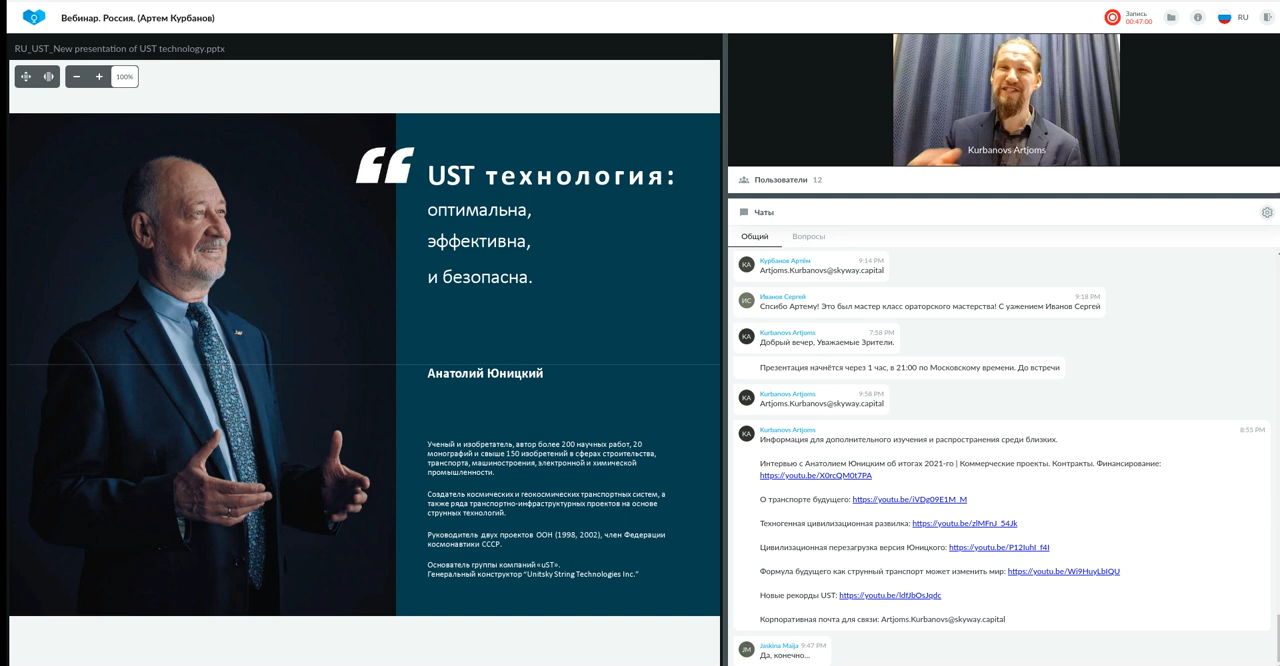 Вебинар. Россия. (Артем Курбанов)
Запись
00:47:00
RU
RU_UST_New presentation of UST technology.pptx
100%
UST технология:
оптимальна,
эффективна,
и безопасна.
Анатолий Юницкий
Ученый и изобретатель, автор более 200 научных работ, 20
монографий и свыше 150 изобретений в сферах строительства,
транспорта, машиностроения, электронной и химической
промышленности.
Создатель космических и геокосмических транспортных систем, а
также ряда транспортно-инфраструктурных проектов на основе
струнных технологий.
Руководитель двух проектов ООН (1998, 2002), член Федерации
космонавтики СССР.
Основатель группы компаний «uST».
Генеральный конструктор “Unitsky String Technologies Inc.”
Kurbanovs Artjoms
Пользователи 12
Чаты
Общий Вопросы
КА Курбанов Артём 9:14 PM
Artjoms.Kurbanovs@skyway.capital
ИС Иванов Сергей 9:18 PM
Спсибо Артему! Это был мастер класс ораторского мастерства! С уажением Иванов Сергей
KA Kurbanovs Artjoms 7:58 PM
Добрый вечер, Уважаемые Зрители.
Презентация начнётся через 1 час, в 21:00 по Московскому времени. До встречи
KA Kurbanovs Artjoms 9:58 PM
Artjoms.Kurbanovs@skyway.capital
KA Kurbanovs Artjoms 8:55 PM
Информация для дополнительного изучения и распространения среди близких.
Интервью с Анатолием Юницким об итогах 2021-го | Коммерческие проекты. Контракты. Финансирование:
https://youtu.be/X0rcQM0t7PA
О транспорте будущего: https://youtu.be/iVDg09E1M_M
Техногенная цивилизационная развилка: https://youtu.be/zlMFnJ_54Jk
Цивилизационная перезагрузка версия Юницкого: https://youtu.be/P12IuhI_f4I
Формула будущего как струнный транспорт может изменить мир: https://youtu.be/Wi9HuyLbIQU
Новые рекорды UST: https://youtu.be/ldfJbOsJqdc
Корпоративная почта для связи: Artjoms.Kurbanovs@skyway.capital
JM Jaskina Maija 9:47 PM
Да, конечно...